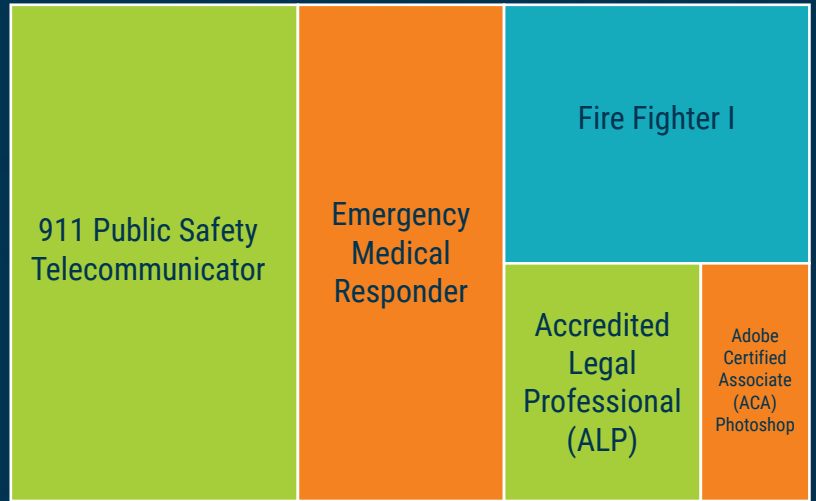 911 Public Safety
Telecommunicator
Emergency
Medical
Responder
Fire Fighter I
Accredited
Legal
Professional
(ALP)
Adobe
Certified
Associate
(ACA)
Photoshop